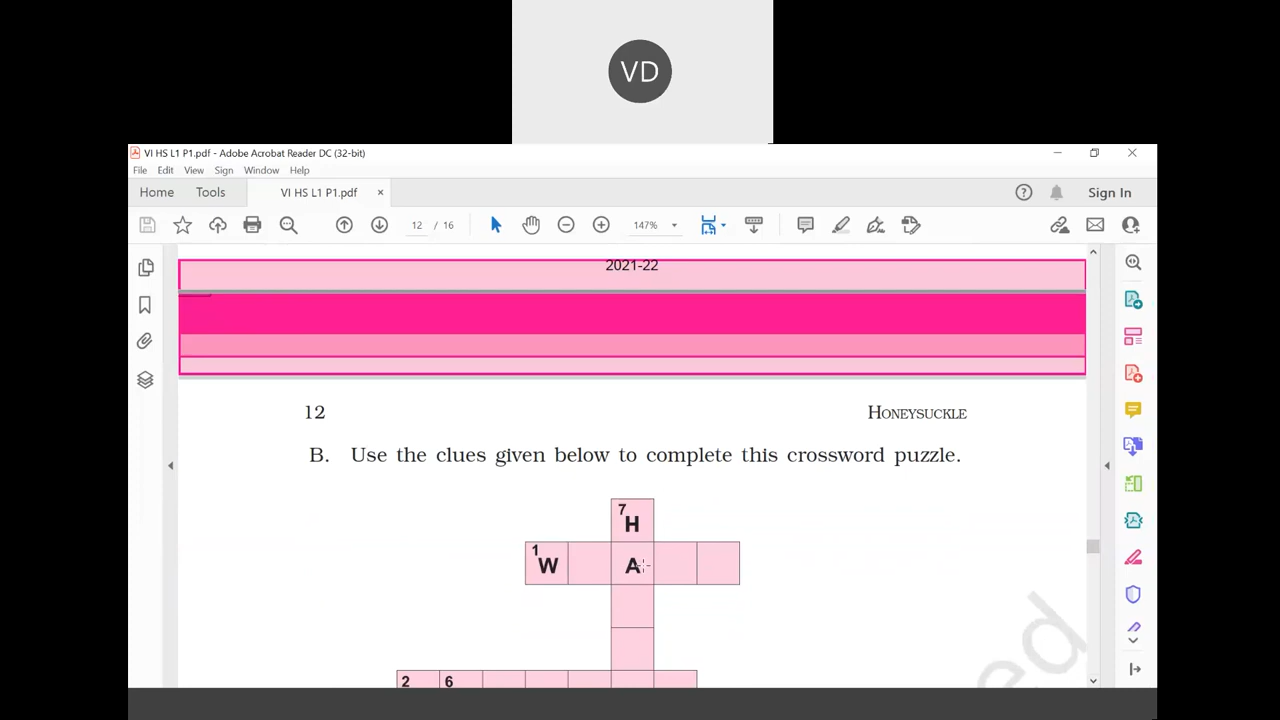 VD
VI HS L1 P1.pdf - Adobe Acrobat Reader DC (32-bit)
File Edit View Sign Window Help
Home Tools VI HS L1 P1.pdf × Sign In
12 / 16 147%
2021-22
12 HONEYSUCKLE
B. Use the clues given below to complete this crossword puzzle.
7
H
1
W A
2 6
ed